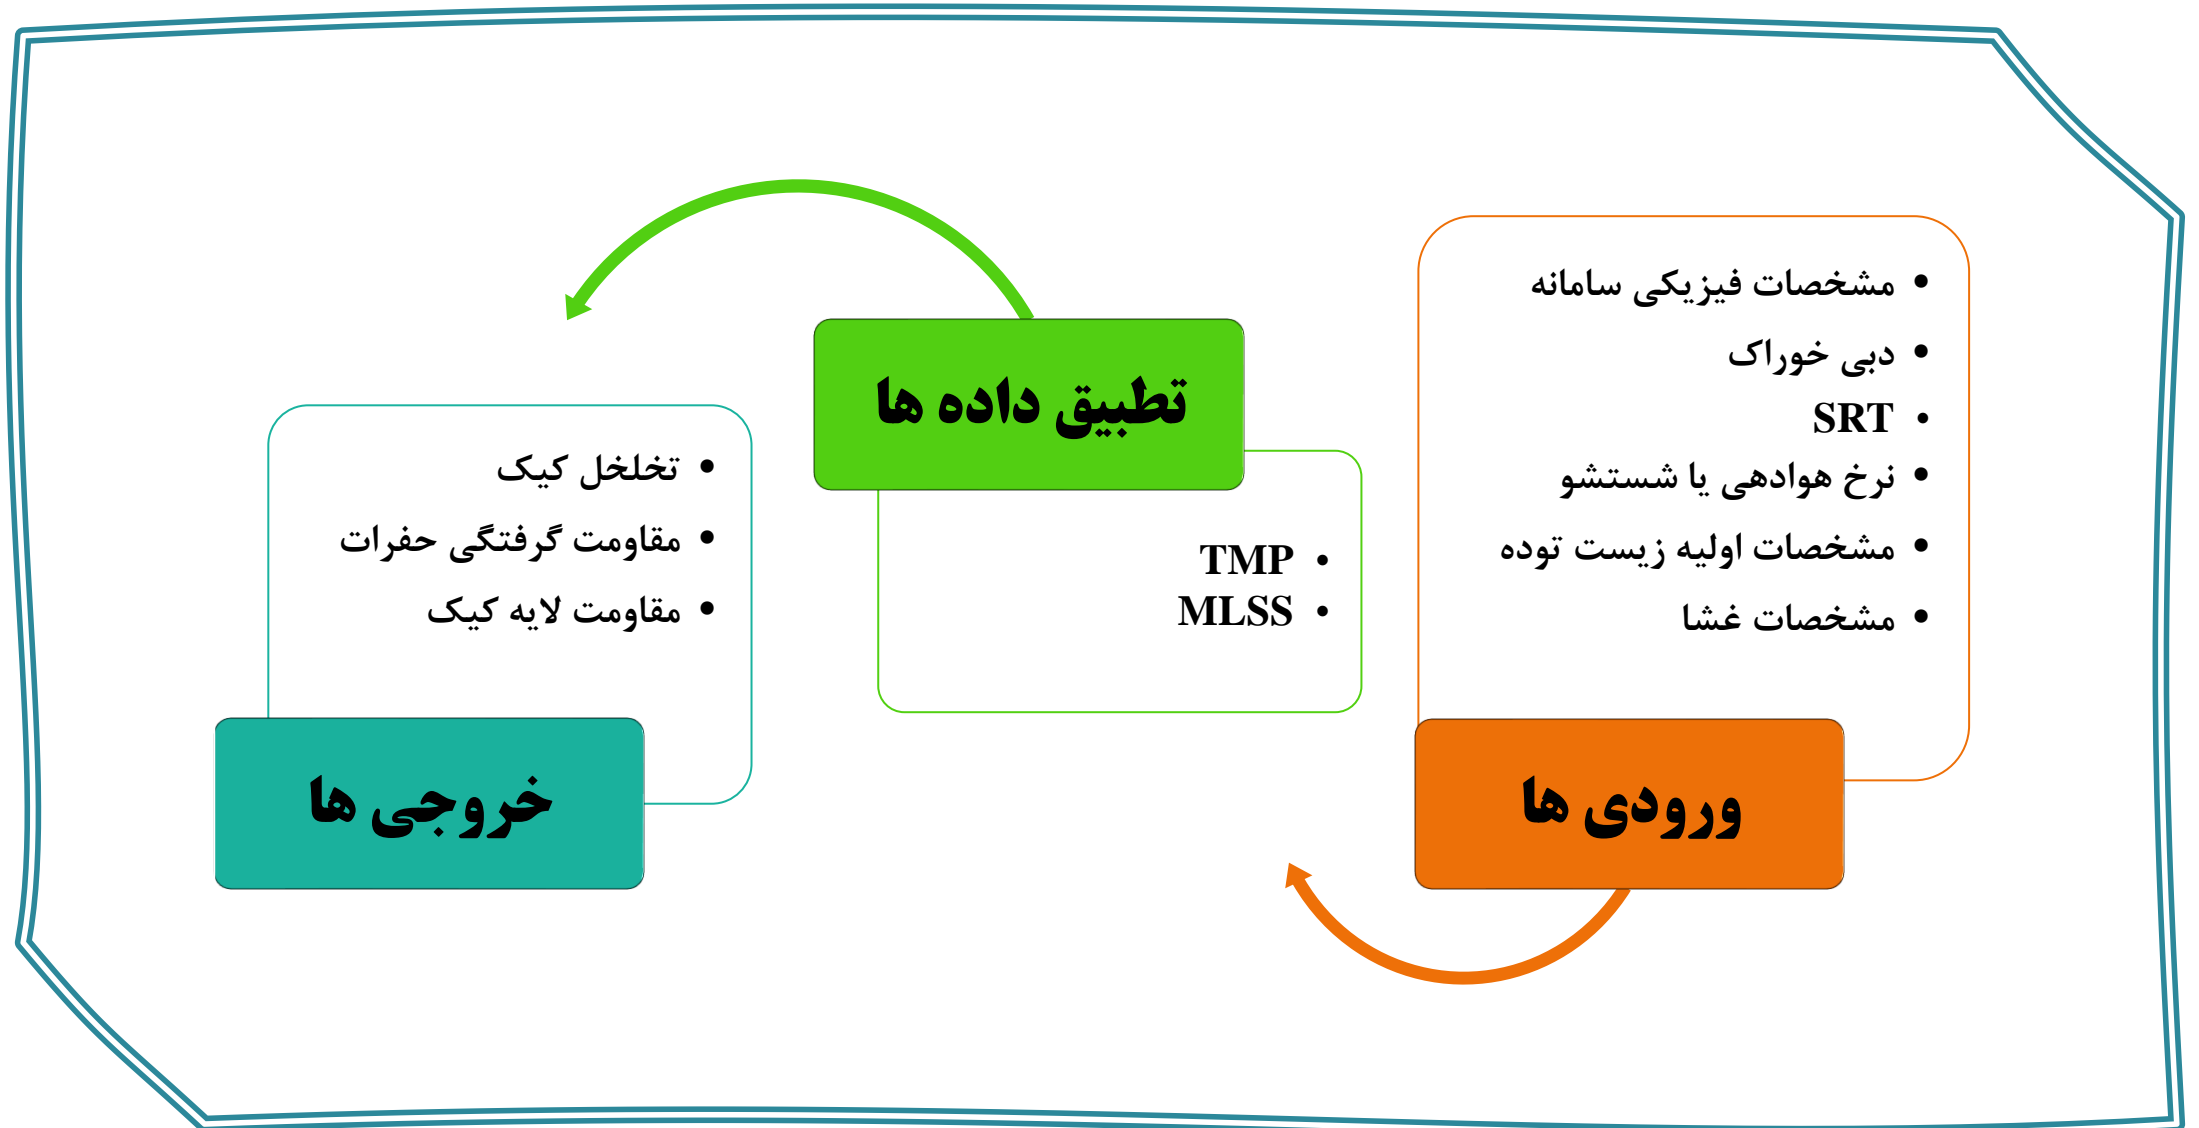 مشخصات فیزیکی سامانه
دبی خوراک
SRT
نرخ هوادهی یا شستشو
مشخصات اولیه زیست توده
مشخصات غشا
ورودی ها
تطبیق داده ها
TMP
MLSS
تخلخل کیک
مقاومت گرفتگی حفرات
مقاومت لایه کیک
خروجی ها